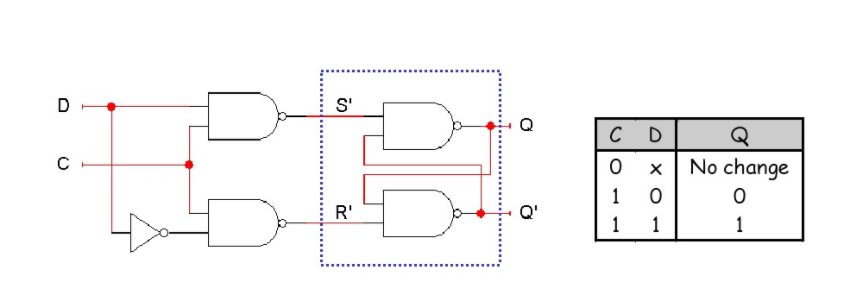 D
C
S'
R'
Q
Q'
C D Q
0 x No change
1 0 0
1 1 1